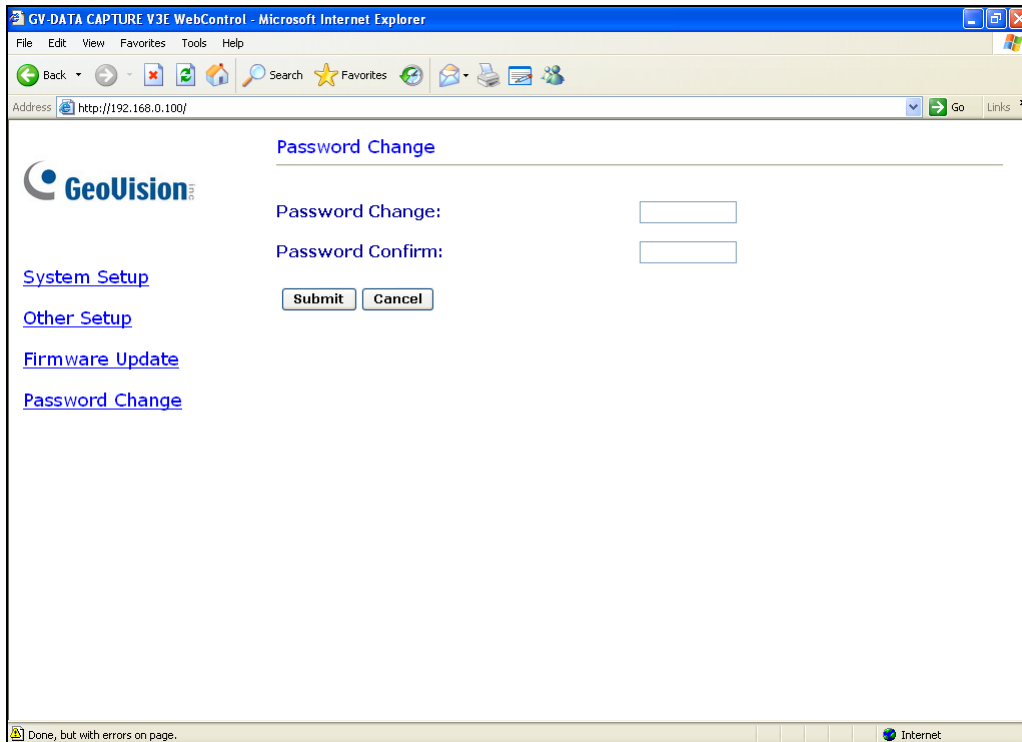 GV-DATA CAPTURE V3E WebControl - Microsoft Internet Explorer
File Edit View Favorites Tools Help
Back Search Favorites
Address http://192.168.0.100/ Go Links
GeoVision inc
System Setup
Other Setup
Firmware Update
Password Change
Password Change
Password Change:
Password Confirm:
Submit Cancel
Done, but with errors on page. Internet